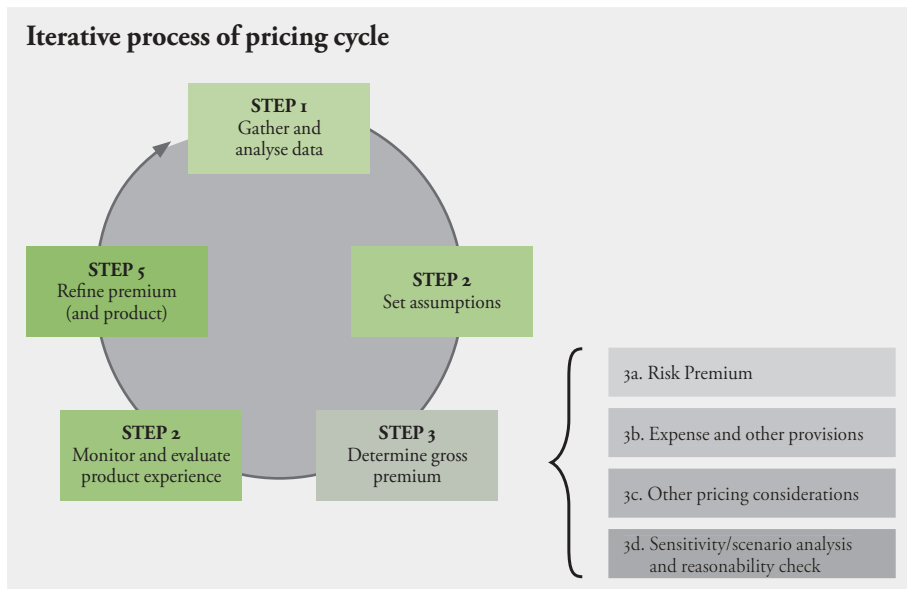 Iterative process of pricing cycle
STEP 1
Gather and
analyse data
STEP 2
Set assumptions
STEP 3
Determine gross
premium
STEP 2
Monitor and evaluate
product experience
STEP 5
Refine premium
(and product)
3a. Risk Premium
3b. Expense and other provisions
3c. Other pricing considerations
3d. Sensitivity/scenario analysis
and reasonability check